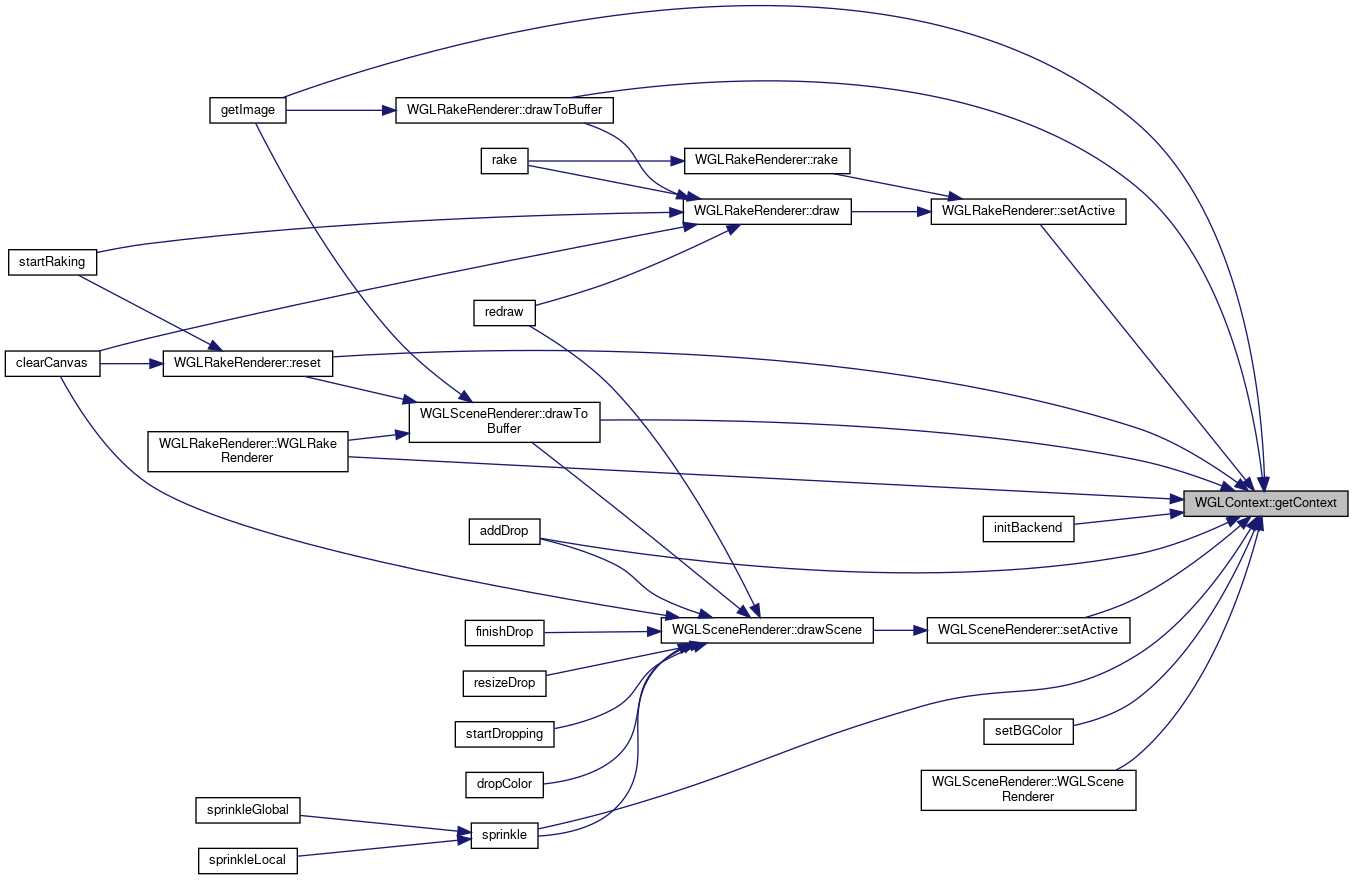 getImage
WGLRakeRenderer::drawToBuffer
rake
WGLRakeRenderer::rake
WGLRakeRenderer::draw
WGLRakeRenderer::setActive
startRaking
redraw
clearCanvas
WGLRakeRenderer::reset
WGLSceneRenderer::drawTo
Buffer
WGLRakeRenderer::WGLRake
Renderer
WGLContext::getContext
addDrop
initBackend
finishDrop
WGLSceneRenderer::drawScene
WGLSceneRenderer::setActive
resizeDrop
startDropping
setBGColor
dropColor
WGLSceneRenderer::WGLScene
Renderer
sprinkleGlobal
sprinkle
sprinkleLocal